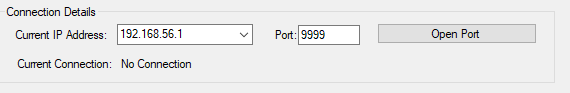 Connection Details
Current IP Address: 192.168.56.1 Port: 9999 Open Port
Current Connection: No Connection